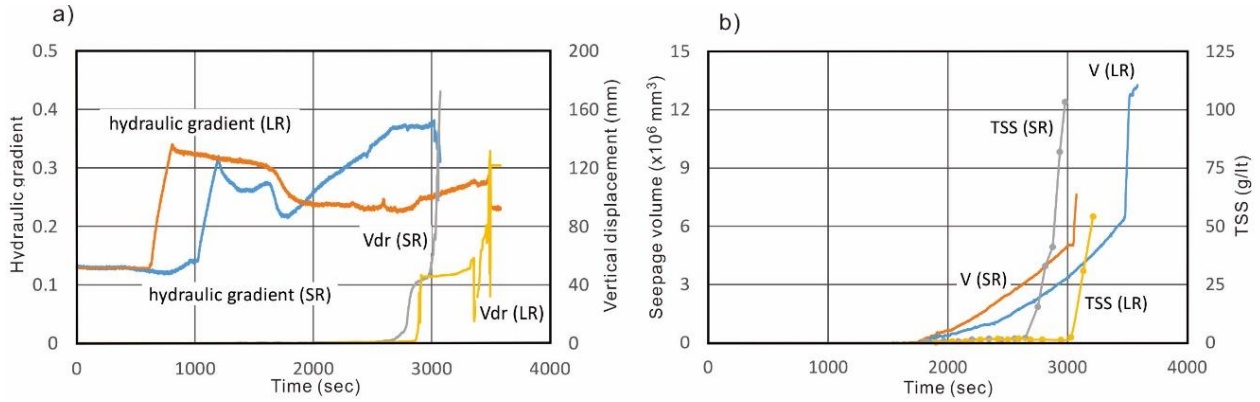 a)
0.5
0.4
0.3
0.2
0.1
0
Hydraulic gradient
200
160
120
80
40
0
Vertical displacement (mm)
hydraulic gradient (LR)
Vdr (SR)
hydraulic gradient (SR)
Vdr (LR)
0 1000 2000 3000 4000
Time (sec)
b)
15
12
9
6
3
0
Seepage volume (x10⁶ mm³)
125
100
75
50
25
0
TSS (g/lt)
V (LR)
TSS (SR)
V (SR)
TSS (LR)
0 1000 2000 3000 4000
Time (sec)